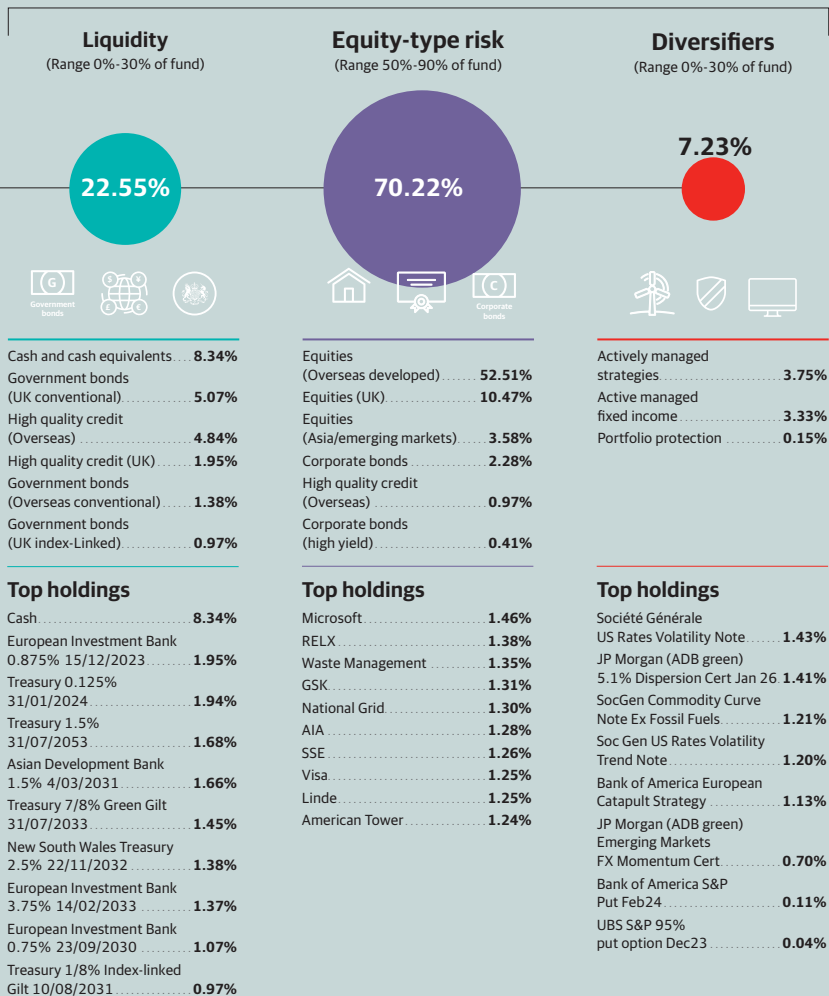 Liquidity
(Range 0%-30% of fund)
22.55%
G
Government
bonds
$ ¥
£ €
Cash and cash equivalents....8.34%
Government bonds
(UK conventional)................5.07%
High quality credit
(Overseas) ...........................4.84%
High quality credit (UK) .......1.95%
Government bonds
(Overseas conventional).......1.38%
Government bonds
(UK index-Linked).................0.97%
Top holdings
Cash......................................8.34%
European Investment Bank
0.875% 15/12/2023...............1.95%
Treasury 0.125%
31/01/2024...........................1.94%
Treasury 1.5%
31/07/2053...........................1.68%
Asian Development Bank
1.5% 4/03/2031....................1.66%
Treasury 7/8% Green Gilt
31/07/2033...........................1.45%
New South Wales Treasury
2.5% 22/11/2032 ..................1.38%
European Investment Bank
3.75% 14/02/2033 ................1.37%
European Investment Bank
0.75% 23/09/2030 ................1.07%
Treasury 1/8% Index-linked
Gilt 10/08/2031....................0.97%
Equity-type risk
(Range 50%-90% of fund)
70.22%
C
Corporate
bonds
Equities
(Overseas developed)........52.51%
Equities (UK)......................10.47%
Equities
(Asia/emerging markets)......3.58%
Corporate bonds ..................2.28%
High quality credit
(Overseas) ...........................0.97%
Corporate bonds
(high yield)...........................0.41%
Top holdings
Microsoft..............................1.46%
RELX.....................................1.38%
Waste Management .............1.35%
GSK.......................................1.31%
National Grid........................1.30%
AIA........................................1.28%
SSE........................................1.26%
Visa.......................................1.25%
Linde.....................................1.25%
American Tower....................1.24%
Diversifiers
(Range 0%-30% of fund)
7.23%
Actively managed
strategies..............................3.75%
Active managed
fixed income ........................3.33%
Portfolio protection .............0.15%
Top holdings
Société Générale
US Rates Volatility Note........1.43%
JP Morgan (ADB green)
5.1% Dispersion Cert Jan 26.1.41%
SocGen Commodity Curve
Note Ex Fossil Fuels..............1.21%
Soc Gen US Rates Volatility
Trend Note............................1.20%
Bank of America European
Catapult Strategy .................1.13%
JP Morgan (ADB green)
Emerging Markets
FX Momentum Cert...............0.70%
Bank of America S&P
Put Feb24.............................0.11%
UBS S&P 95%
put option Dec23 .................0.04%